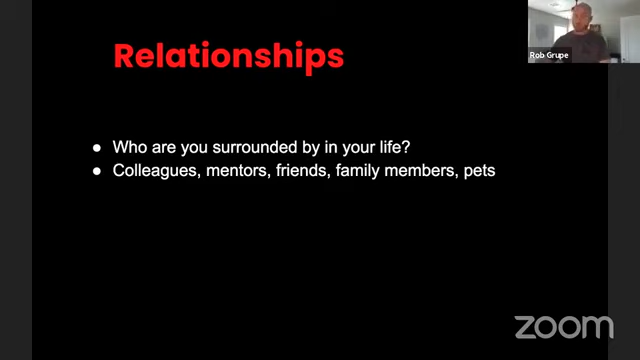 Relationships
Rob Grupe
● Who are you surrounded by in your life?
● Colleagues, mentors, friends, family members, pets
zoom